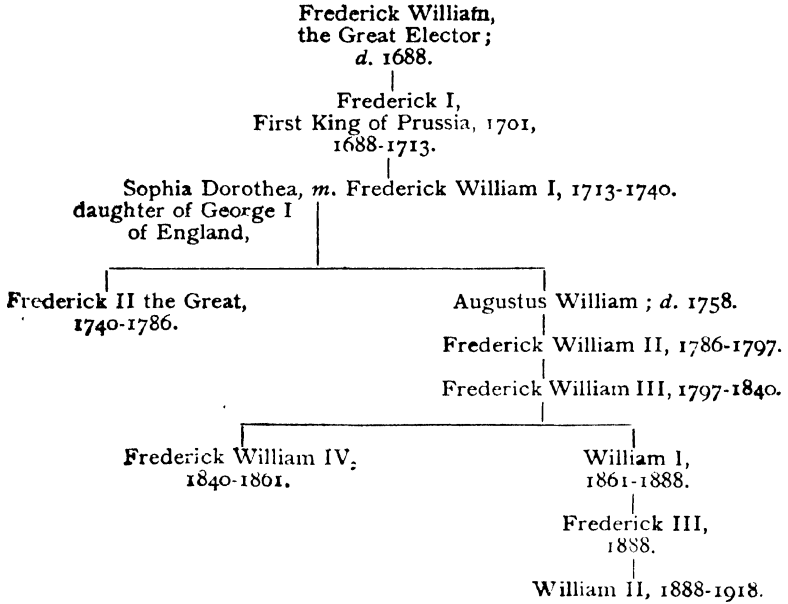 Frederick William,
the Great Elector;
d. 1688.
Frederick I,
First King of Prussia, 1701,
1688-1713.
Sophia Dorothea, m. Frederick William I, 1713-1740.
daughter of George I
of England,
Frederick II the Great,
1740-1786.
Augustus William; d. 1758.
Frederick William II, 1786-1797.
Frederick William III, 1797-1840.
Frederick William IV,
1840-1861.
William I,
1861-1888.
Frederick III,
1888.
William II, 1888-1918.